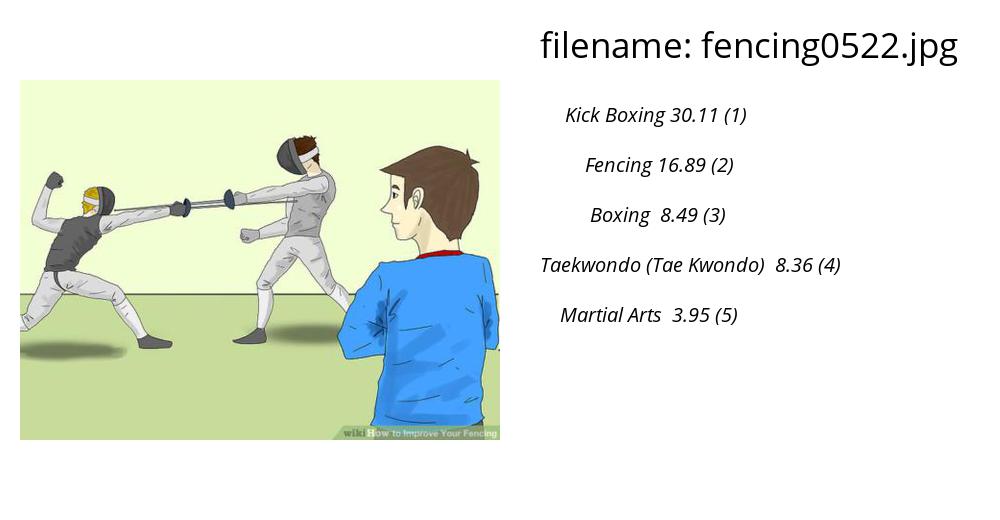 filename: fencing0522.jpg
Kick Boxing 30.11 (1)
Fencing 16.89 (2)
Boxing 8.49 (3)
Taekwondo (Tae Kwondo) 8.36 (4)
Martial Arts 3.95 (5)
wikiHow to Improve Your Fencing